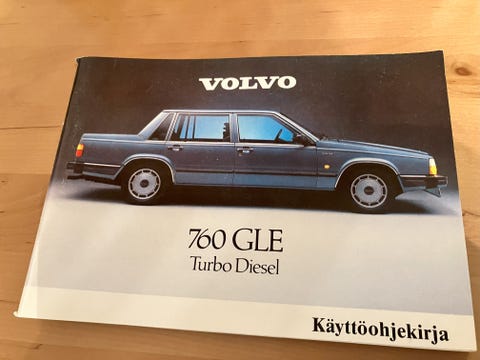 VOLVO
760 GLE
Turbo Diesel
Käyttöohjekirja